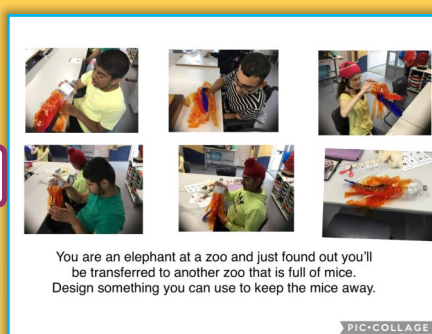 You are an elephant at a zoo and just found out you'll
be transferred to another zoo that is full of mice.
Design something you can use to keep the mice away.
PIC•COLLAGE